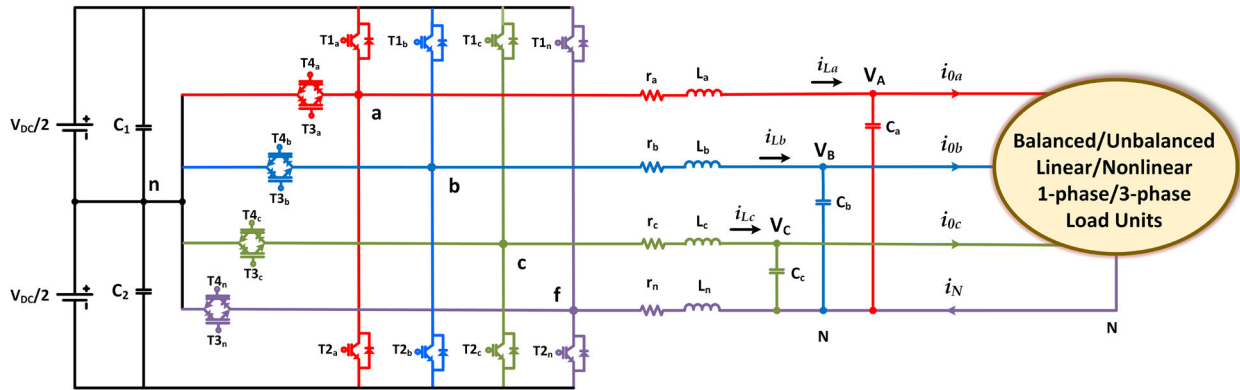 T1a
T1b
T1c
T1n
T4a
T3a
a
ra
La
iLa
VA
i0a
VDC/2
C1
Ca
T4b
T3b
b
rb
Lb
iLb
VB
i0b
Balanced/Unbalanced
Linear/Nonlinear
1-phase/3-phase
Load Units
n
Cb
T4c
T3c
c
rc
Lc
iLc
VC
i0c
VDC/2
C2
Cc
T4n
T3n
f
rn
Ln
iN
N
N
T2a
T2b
T2c
T2n